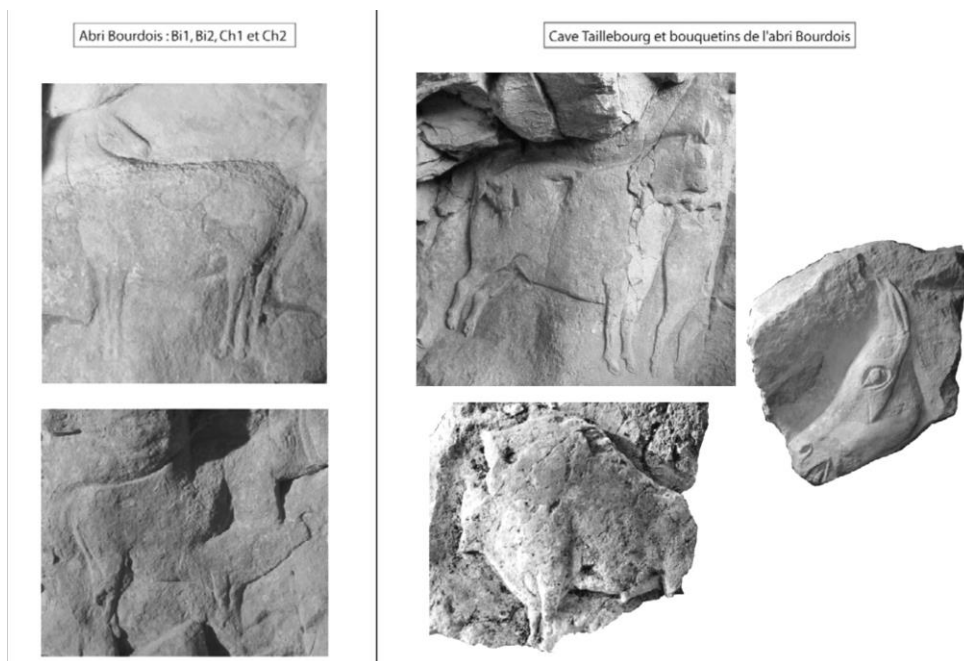 Abri Bourdois : Bi1, Bi2, Ch1 et Ch2
Cave Taillebourg et bouquetins de l'abri Bourdois